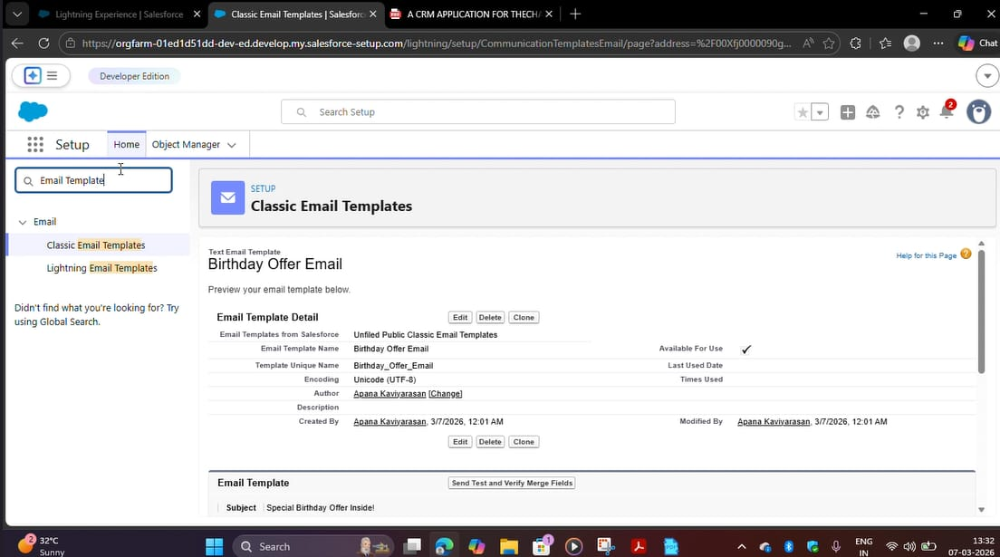 Lightning Experience | Salesforce
Classic Email Templates | Salesforc
A CRM APPLICATION FOR THECHA
https://orgfarm-01ed1d51dd-dev-ed.develop.my.salesforce-setup.com/lightning/setup/CommunicationTemplatesEmail/page?address=%2F00Xfj0000090g...
Chat
Developer Edition
Search Setup
2
Setup
Home
Object Manager
Email Template
Email
Classic Email Templates
Lightning Email Templates
Didn't find what you're looking for? Try
using Global Search.
SETUP
Classic Email Templates
Text Email Template
Birthday Offer Email
Help for this Page
Preview your email template below.
Email Template Detail
Edit Delete Clone
Email Templates from Salesforce Unfiled Public Classic Email Templates
Email Template Name Birthday Offer Email Available For Use ✓
Template Unique Name Birthday_Offer_Email Last Used Date
Encoding Unicode (UTF-8) Times Used
Author Apana Kaviyarasan [Change]
Description
Created By Apana Kaviyarasan, 3/7/2026, 12:01 AM Modified By Apana Kaviyarasan, 3/7/2026, 12:01 AM
Edit Delete Clone
Email Template Send Test and Verify Merge Fields
Subject Special Birthday Offer Inside!
2
32°C
Sunny
Search
1
ENG
IN
13:32
07-03-2026